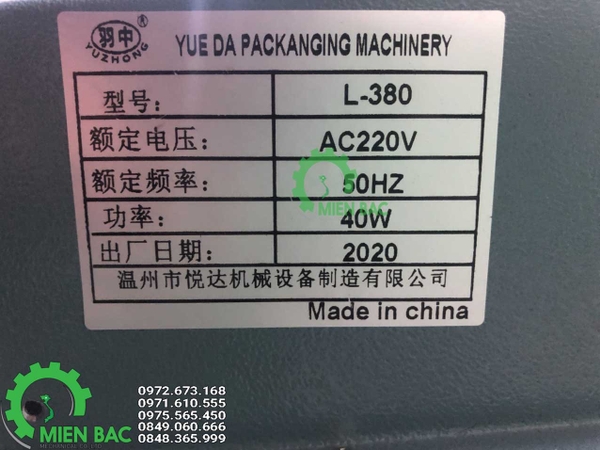 羽中
YUZHONG
®
YUE DA PACKANGING MACHINERY
型号: L-380
额定电压: AC220V
额定频率: 50HZ
功率: 40W
出厂日期: 2020
温州市悦达机械设备制造有限公司
Made in china
MIEN BAC
MIEN BAC
0972.673.168
0971.610.555
0975.565.450
0849.060.666
0848.365.999